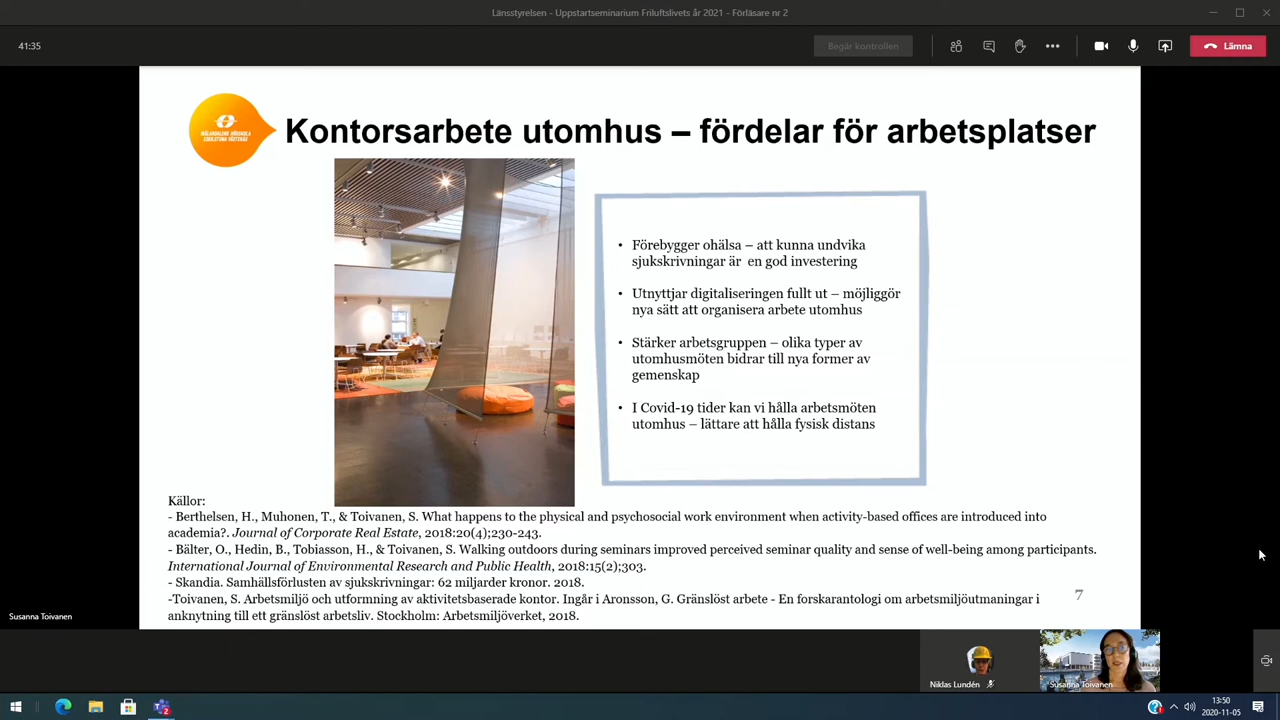 Länsstyrelsen - Uppstartseminarium Friluftslivets år 2021 - Förläsare nr 2
41:35
Begär kontrollen
Lämna
MÄLARDALENS HÖGSKOLA
ESKILSTUNA VÄSTERÅS
Kontorsarbete utomhus – fördelar för arbetsplatser
• Förebygger ohälsa – att kunna undvika
sjukskrivningar är en god investering
• Utnyttjar digitaliseringen fullt ut – möjliggör
nya sätt att organisera arbete utomhus
• Stärker arbetsgruppen – olika typer av
utomhusmöten bidrar till nya former av
gemenskap
• I Covid-19 tider kan vi hålla arbetsmöten
utomhus – lättare att hålla fysisk distans
Källor:
- Berthelsen, H., Muhonen, T., & Toivanen, S. What happens to the physical and psychosocial work environment when activity-based offices are introduced into
academia?. Journal of Corporate Real Estate, 2018:20(4);230-243.
- Bälter, O., Hedin, B., Tobiasson, H., & Toivanen, S. Walking outdoors during seminars improved perceived seminar quality and sense of well-being among participants.
International Journal of Environmental Research and Public Health, 2018:15(2);303.
- Skandia. Samhällsförlusten av sjukskrivningar: 62 miljarder kronor. 2018.
-Toivanen, S. Arbetsmiljö och utformning av aktivitetsbaserade kontor. Ingår i Aronsson, G. Gränslöst arbete - En forskarantologi om arbetsmiljöutmaningar i
anknytning till ett gränslöst arbetsliv. Stockholm: Arbetsmiljöverket, 2018.
7
Susanna Toivanen
Niklas Lundén
Susanna Toivanen
13:50
2020-11-05